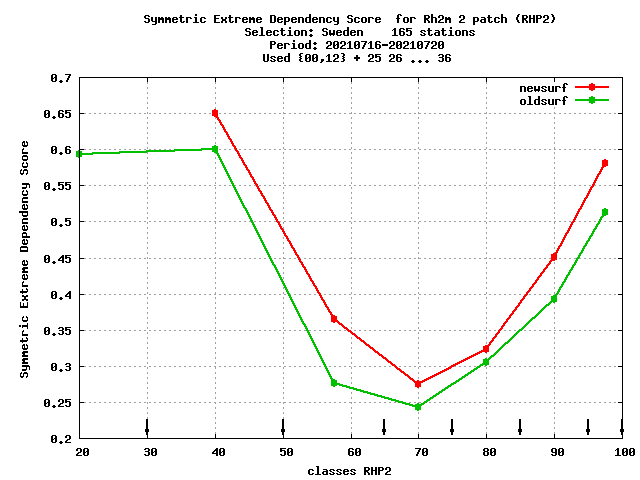 Symmetric Extreme Dependency Score  for Rh2m 2 patch (RHP2)
Selection: Sweden    165 stations
Period: 20210716-20210720
Used {00,12} + 25 26 ... 36
newsurf
oldsurf
Symmetric Extreme Dependency Score
0.7
0.65
0.6
0.55
0.5
0.45
0.4
0.35
0.3
0.25
0.2
20 30 40 50 60 70 80 90 100
classes RHP2